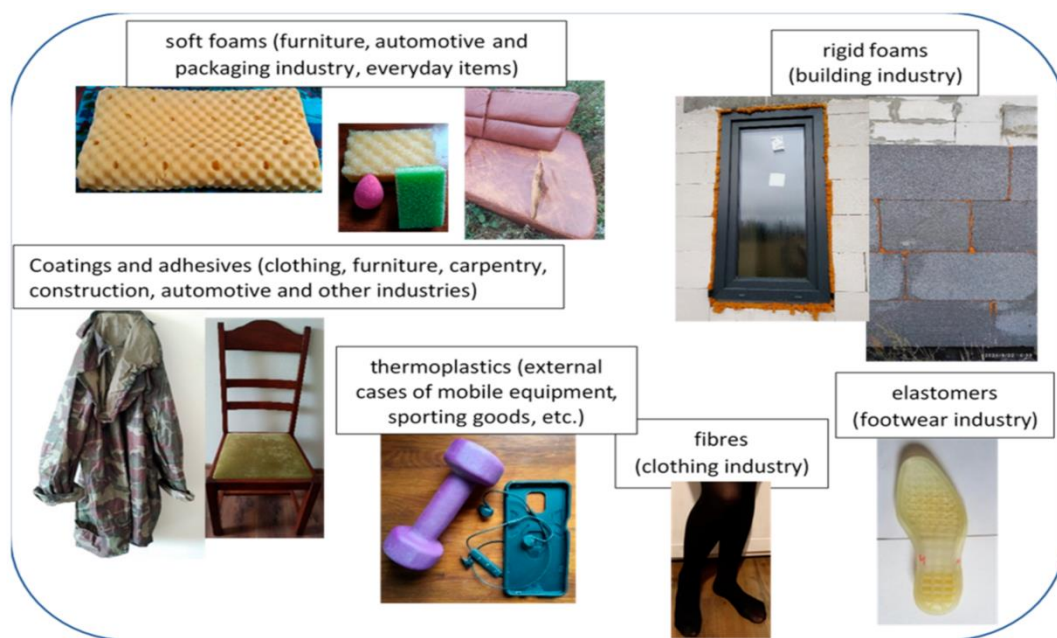 soft foams (furniture, automotive and
packaging industry, everyday items)
rigid foams
(building industry)
Coatings and adhesives (clothing, furniture, carpentry,
construction, automotive and other industries)
thermoplastics (external
cases of mobile equipment,
sporting goods, etc.)
fibres
(clothing industry)
elastomers
(footwear industry)